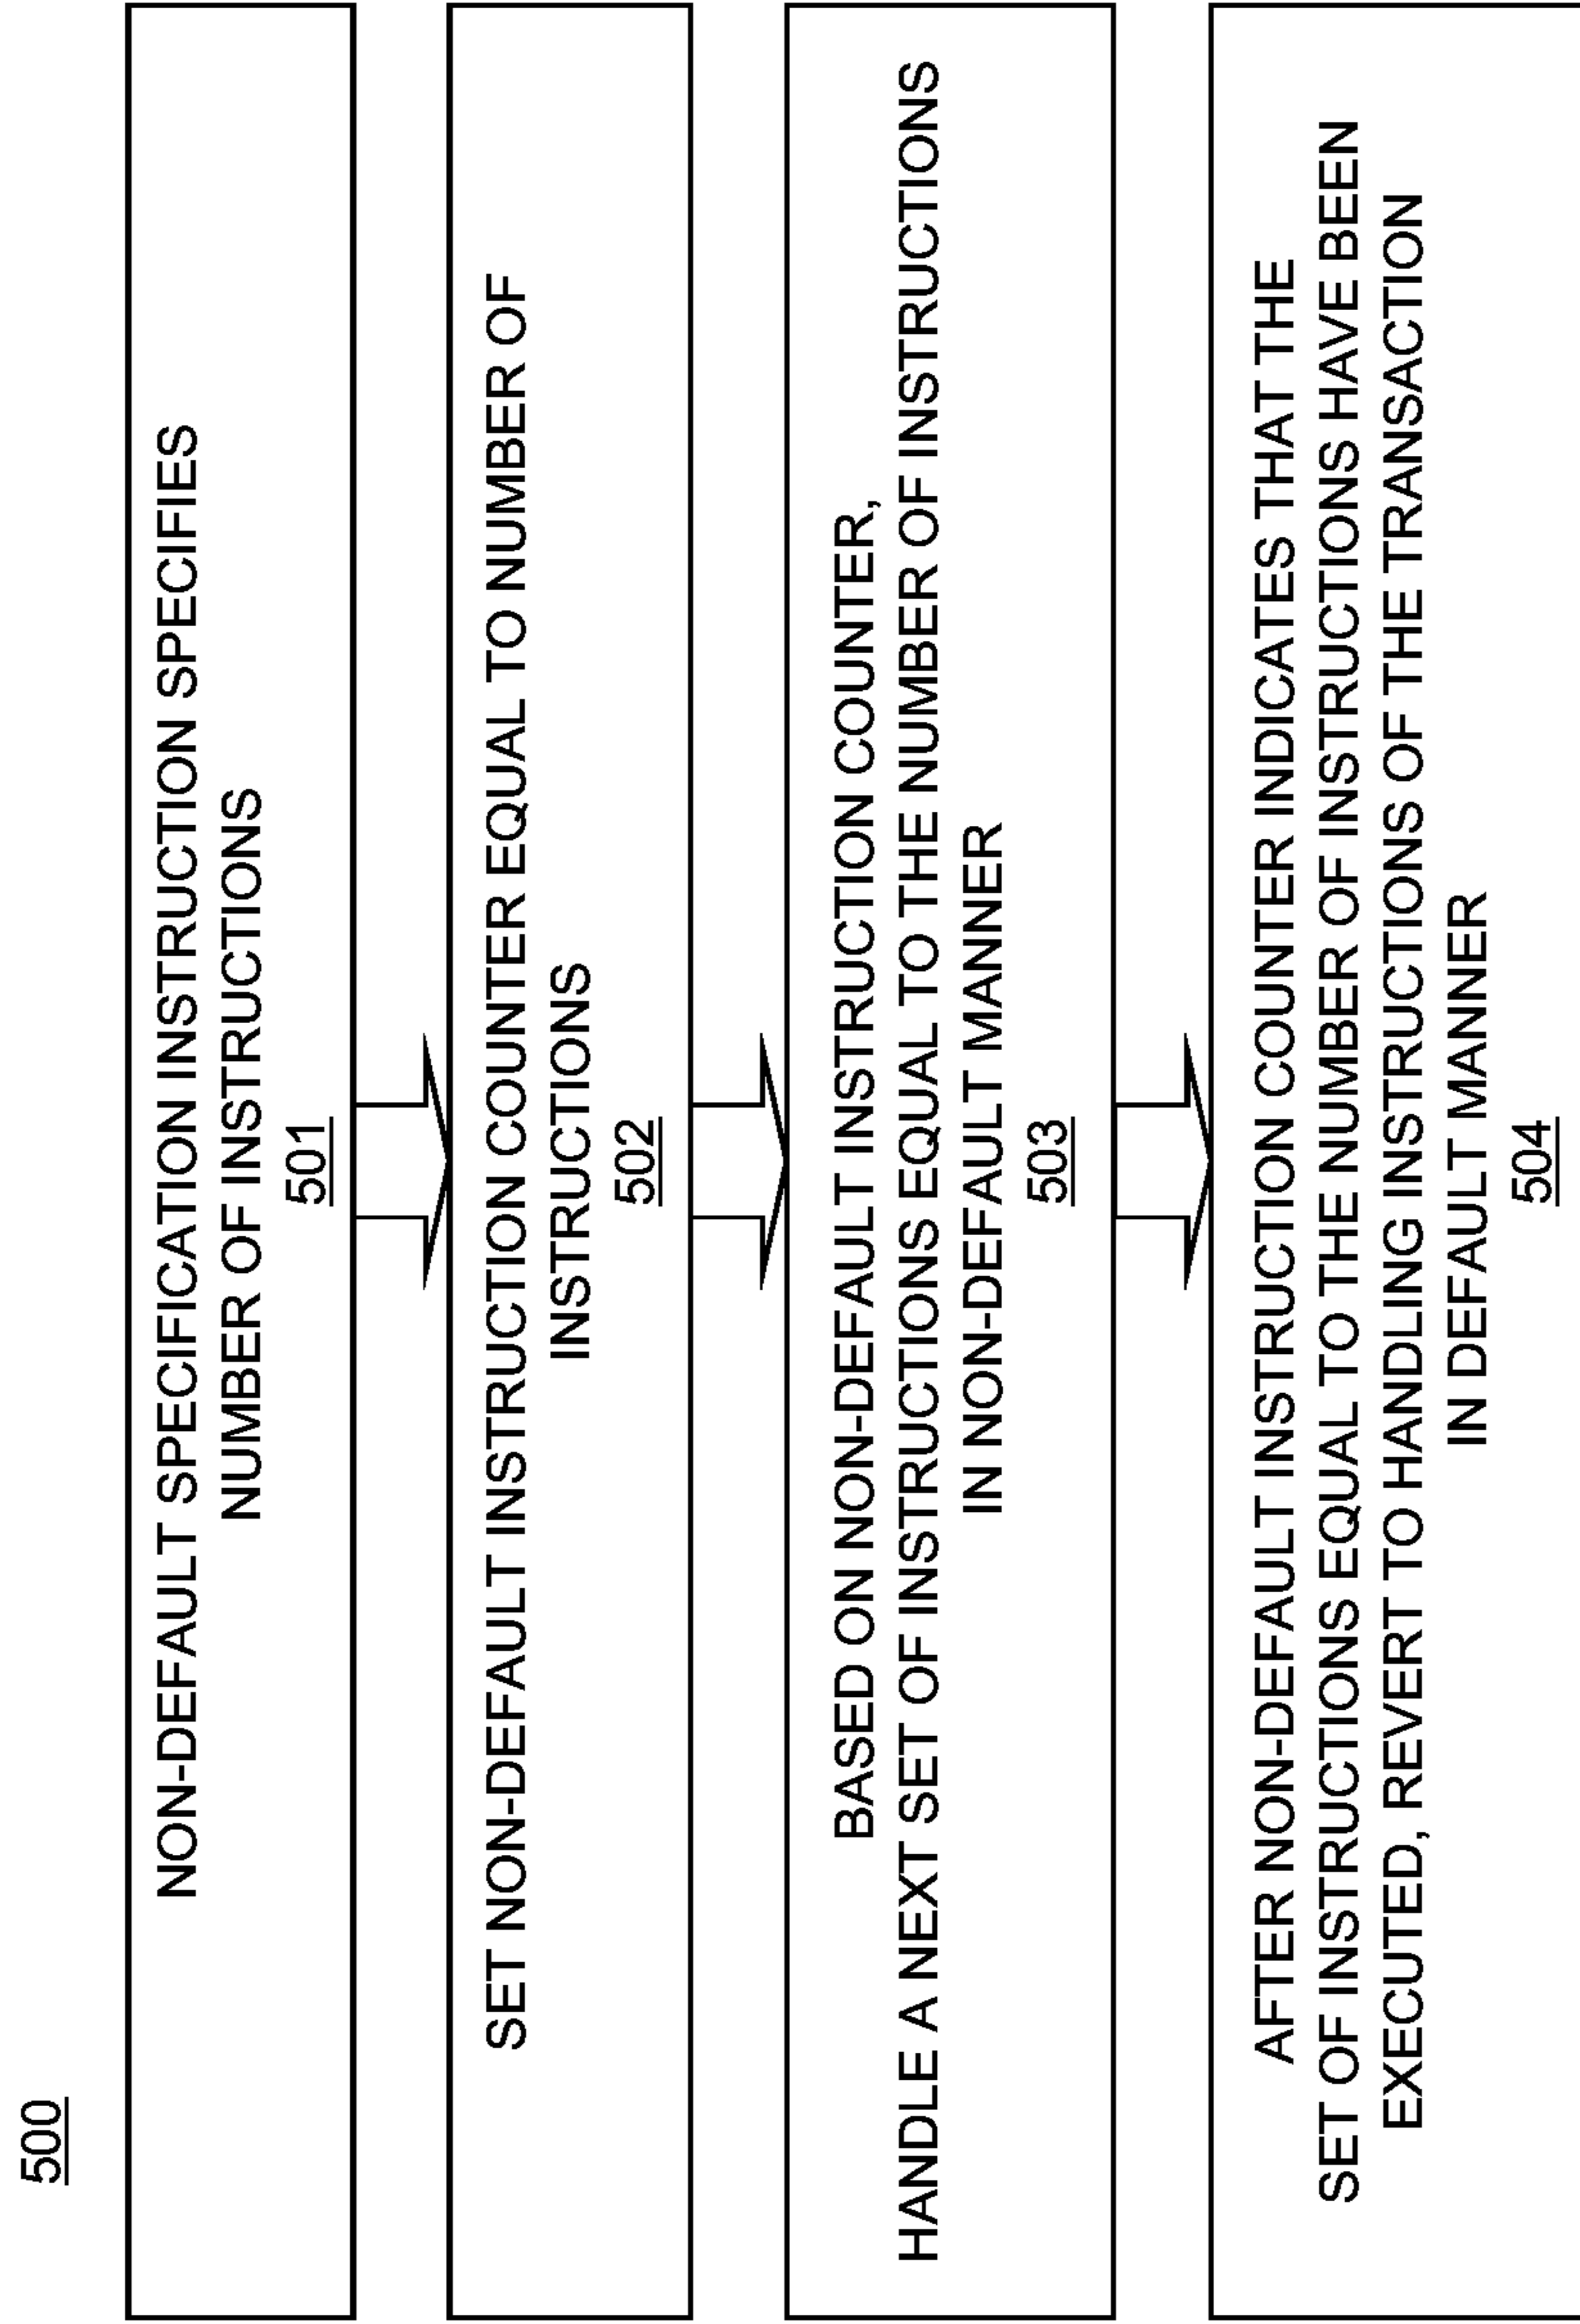 500
NON-DEFAULT SPECIFICATION INSTRUCTION SPECIFIES
NUMBER OF INSTRUCTIONS
501
SET NON-DEFAULT INSTRUCTION COUNTER EQUAL TO NUMBER OF
INSTRUCTIONS
502
BASED ON NON-DEFAULT INSTRUCTION COUNTER,
HANDLE A NEXT SET OF INSTRUCTIONS EQUAL TO THE NUMBER OF INSTRUCTIONS
IN NON-DEFAULT MANNER
503
AFTER NON-DEFAULT INSTRUCTION COUNTER INDICATES THAT THE
SET OF INSTRUCTIONS EQUAL TO THE NUMBER OF INSTRUCTIONS HAVE BEEN
EXECUTED, REVERT TO HANDLING INSTRUCTIONS OF THE TRANSACTION
IN DEFAULT MANNER
504